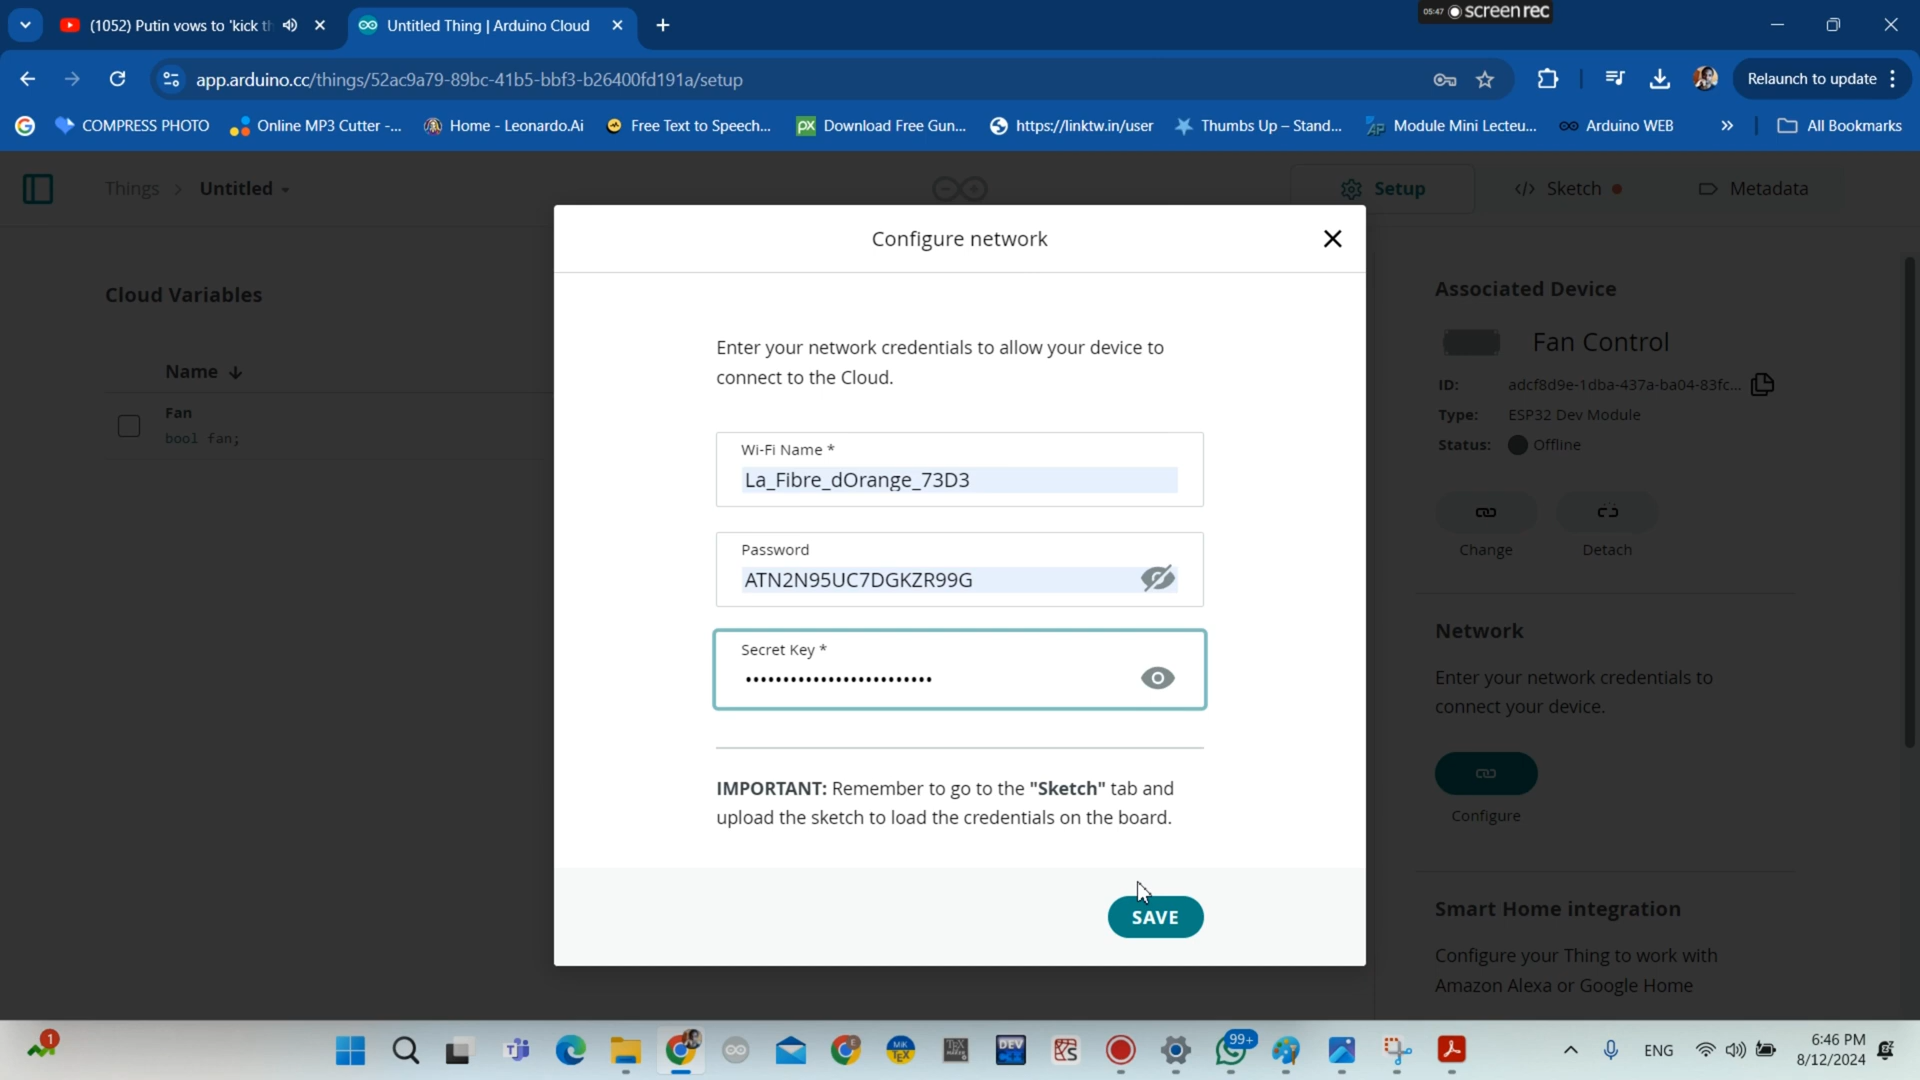 05:47 screenrec
(1052) Putin vows to 'kick th
Untitled Thing | Arduino Cloud
app.arduino.cc/things/52ac9a79-89bc-41b5-bbf3-b26400fd191a/setup
Relaunch to update
COMPRESS PHOTO
Online MP3 Cutter -...
Home - Leonardo.Ai
Free Text to Speech...
Download Free Gun...
https://linktw.in/user
Thumbs Up – Stand...
Module Mini Lecteu...
Arduino WEB
»
All Bookmarks
Things > Untitled
Setup
</> Sketch
Metadata
Configure network
Cloud Variables
Name
Fan
bool fan;
Enter your network credentials to allow your device to
connect to the Cloud.
Wi-Fi Name *
La_Fibre_dOrange_73D3
Password
ATN2N95UC7DGKZR99G
Secret Key *
•••••••••••••••••••••••••
IMPORTANT: Remember to go to the "Sketch" tab and
upload the sketch to load the credentials on the board.
SAVE
Associated Device
Fan Control
ID: adcf8d9e-1dba-437a-ba04-83fc...
Type: ESP32 Dev Module
Status: Offline
Change
Detach
Network
Enter your network credentials to
connect your device.
Configure
Smart Home integration
Configure your Thing to work with
Amazon Alexa or Google Home
1
DEV
99+
ENG
6:46 PM
8/12/2024